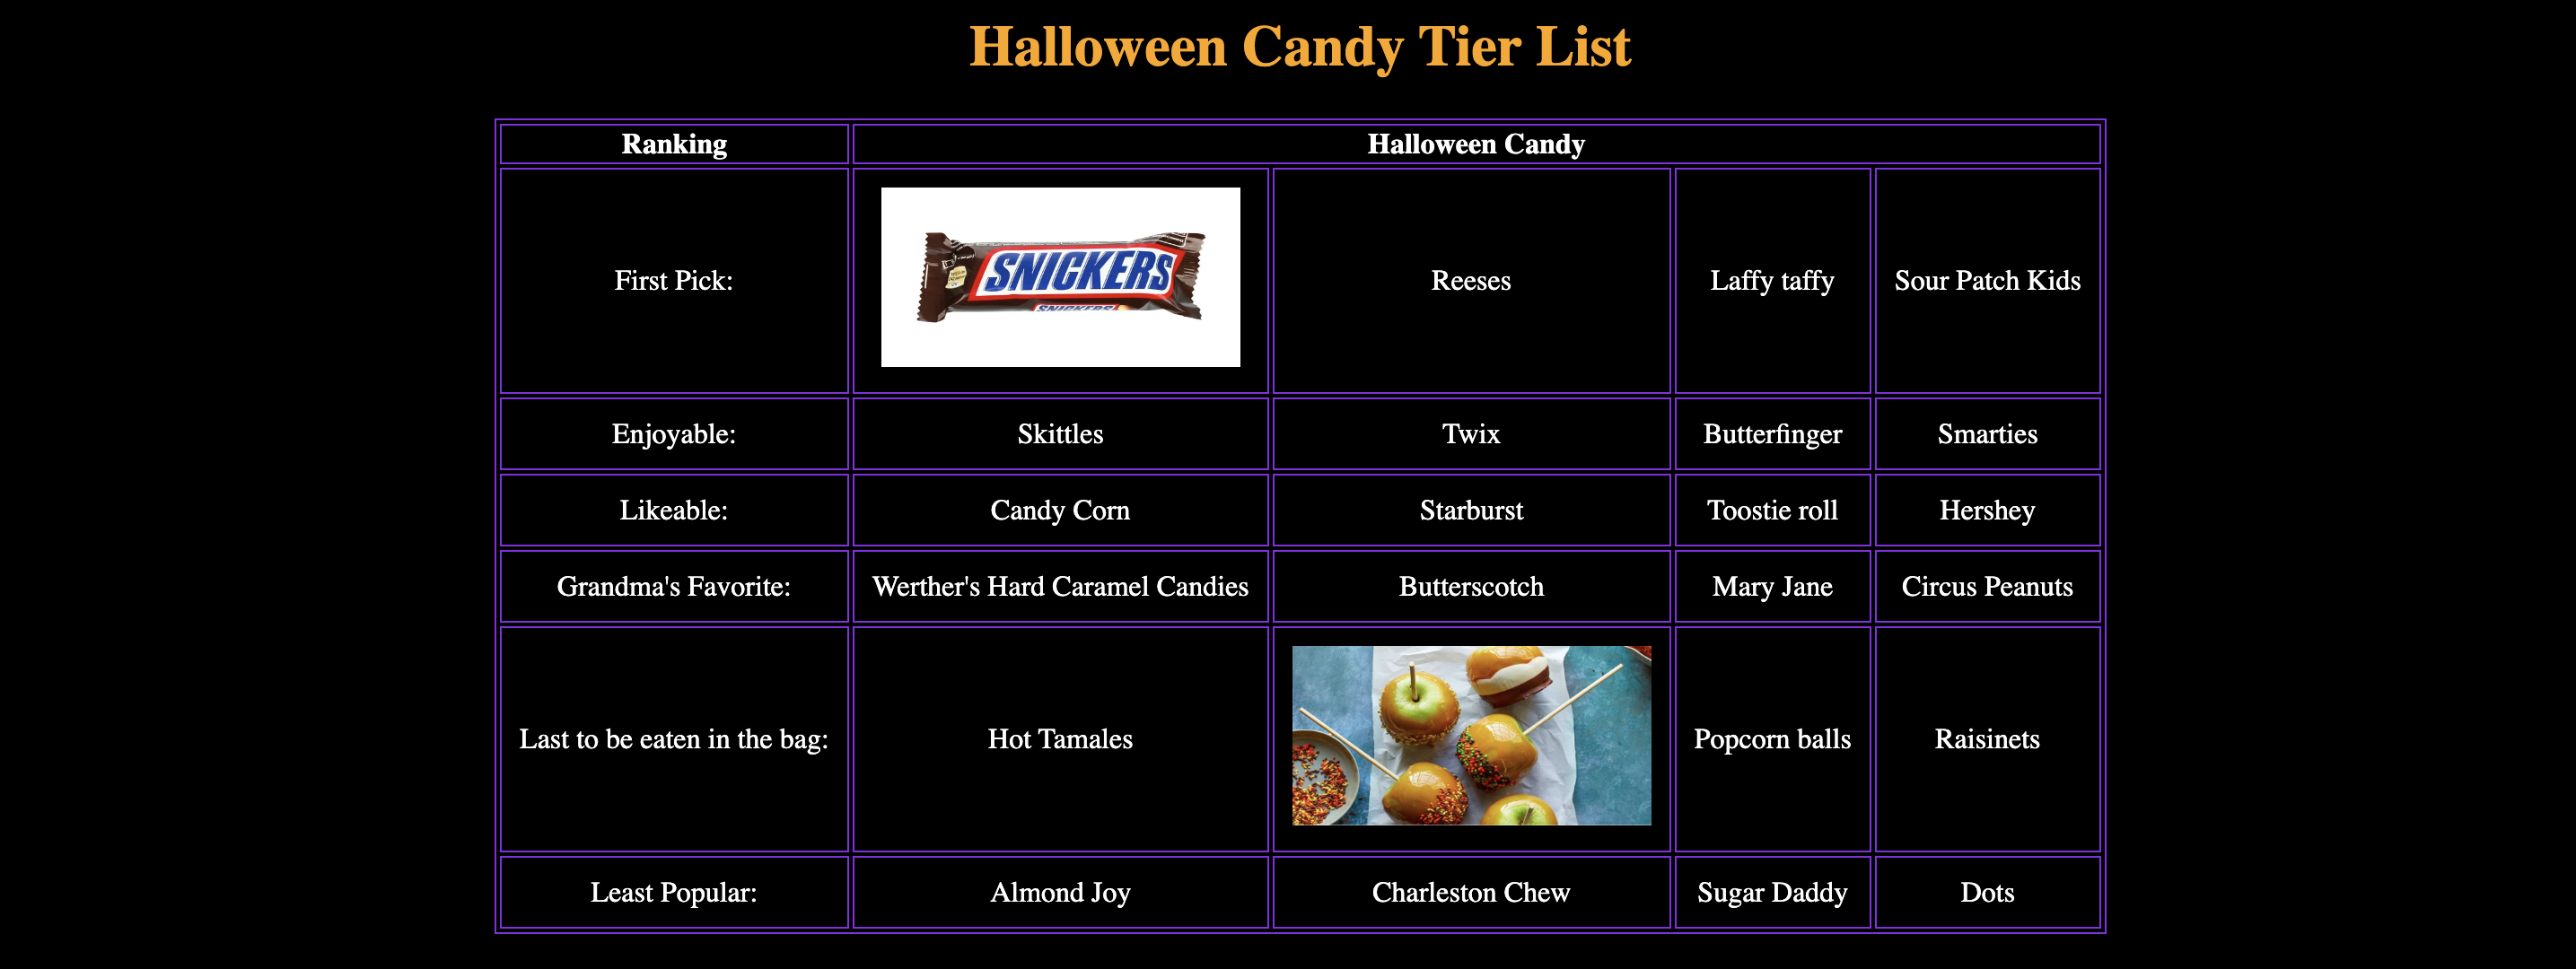 Halloween Candy Tier List
Ranking Halloween Candy
First Pick: SNICKERS Reeses Laffy taffy Sour Patch Kids
SNICKERS
Enjoyable: Skittles Twix Butterfinger Smarties
Likeable: Candy Corn Starburst Toostie roll Hershey
Grandma's Favorite: Werther's Hard Caramel Candies Butterscotch Mary Jane Circus Peanuts
Last to be eaten in the bag: Hot Tamales Popcorn balls Raisinets
Least Popular: Almond Joy Charleston Chew Sugar Daddy Dots